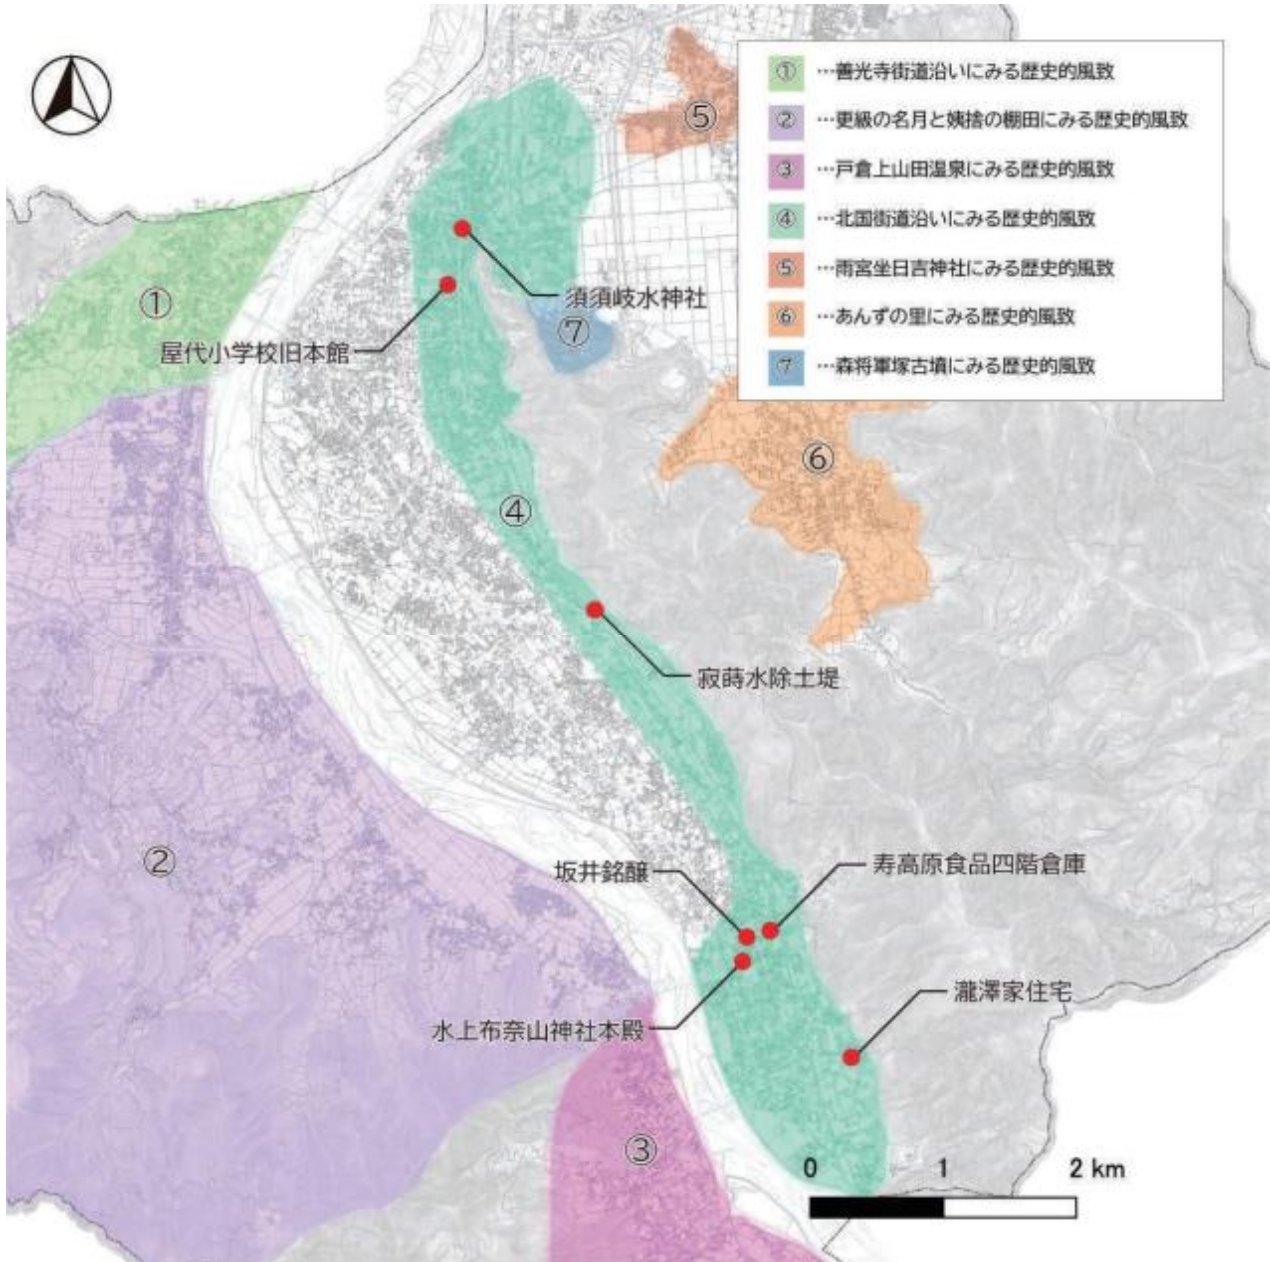 ① …善光寺街道沿いにみる歴史的風致
② …更級の名月と姨捨の棚田にみる歴史的風致
③ …戸倉上山田温泉にみる歴史的風致
④ …北国街道沿いにみる歴史的風致
⑤ …雨宮坐日吉神社にみる歴史的風致
⑥ …あんずの里にみる歴史的風致
⑦ …森将軍塚古墳にみる歴史的風致
⑤
①
須須岐水神社
⑦
屋代小学校旧本館
⑥
④
寂蒔水除土堤
②
坂井銘醸
寿高原食品四階倉庫
瀧澤家住宅
水上布奈山神社本殿
③
0 1 2 km